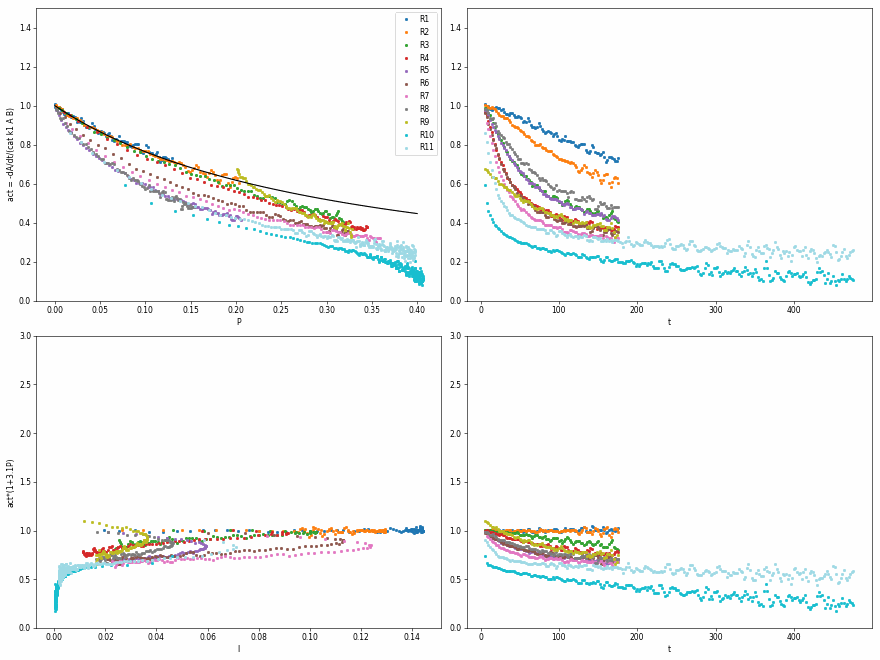 1.4
1.2
1.0
0.8
0.6
0.4
0.2
0.0
act = -dA/dt/(cat k1 A B)
0.00 0.05 0.10 0.15 0.20 0.25 0.30 0.35 0.40
P
R1
R2
R3
R4
R5
R6
R7
R8
R9
R10
R11
1.4
1.2
1.0
0.8
0.6
0.4
0.2
0.0
0 100 200 300 400
t
3.0
2.5
2.0
1.5
1.0
0.5
0.0
act*(1+3.1P)
0.00 0.02 0.04 0.06 0.08 0.10 0.12 0.14
I
3.0
2.5
2.0
1.5
1.0
0.5
0.0
0 100 200 300 400
t